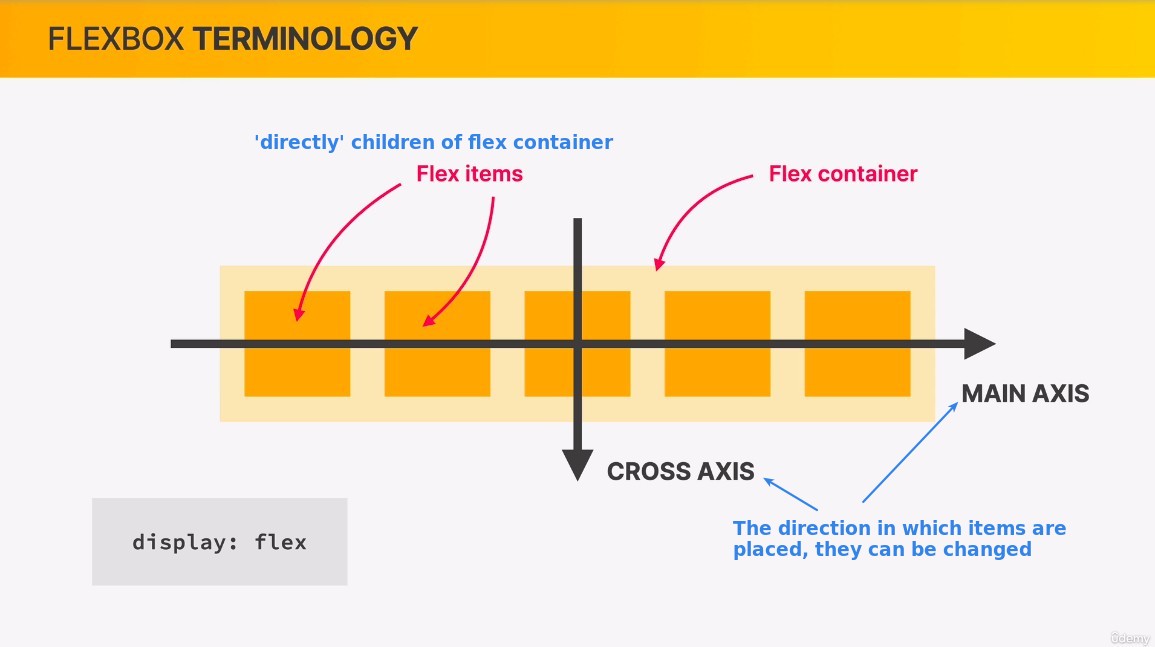 FLEXBOX TERMINOLOGY
'directly' children of flex container
Flex items
Flex container
MAIN AXIS
CROSS AXIS
The direction in which items are
placed, they can be changed
display: flex
ûdemy